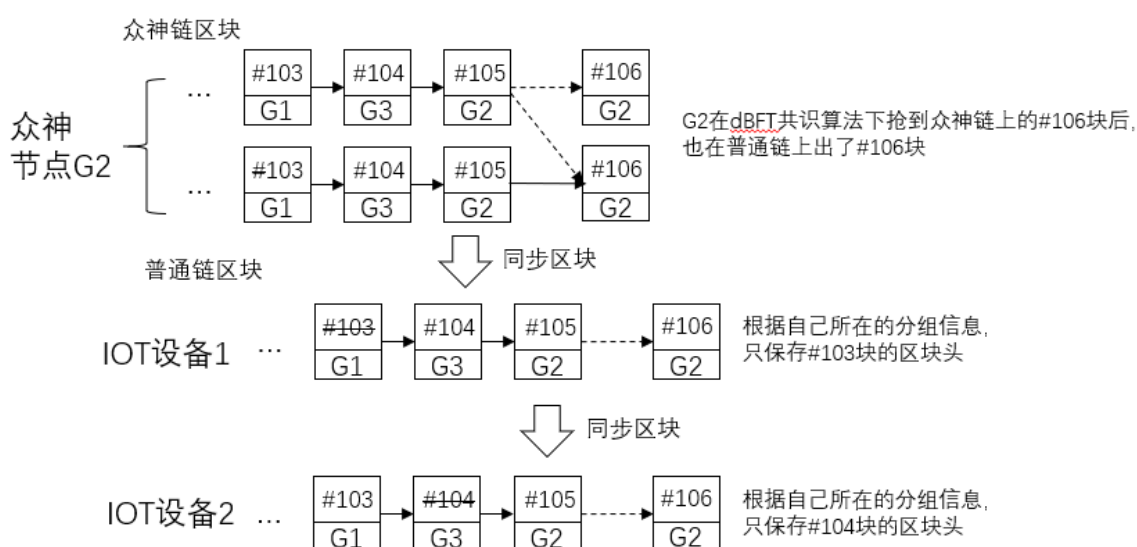 众神链区块
#103 #104 #105 #106
G1 G3 G2 G2
...
众神
节点G2
G2在dBFT共识算法下抢到众神链上的#106块后,
也在普通链上出了#106块
#103 #104 #105 #106
G1 G3 G2 G2
...
普通链区块
同步区块
IOT设备1 ...
#103 #104 #105 #106
G1 G3 G2 G2
根据自己所在的分组信息,
只保存#103块的区块头
同步区块
IOT设备2 ...
#103 #104 #105 #106
G1 G3 G2 G2
根据自己所在的分组信息,
只保存#104块的区块头